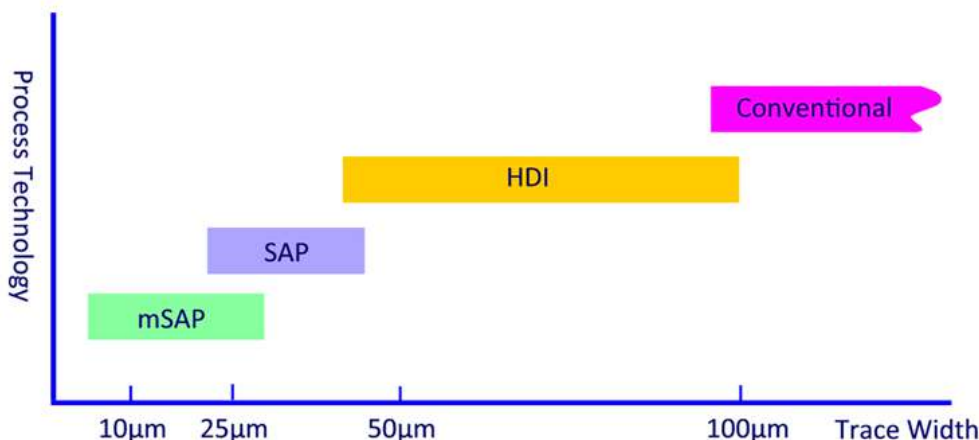 Process Technology
Conventional
HDI
SAP
mSAP
10µm 25µm 50µm 100µm Trace Width